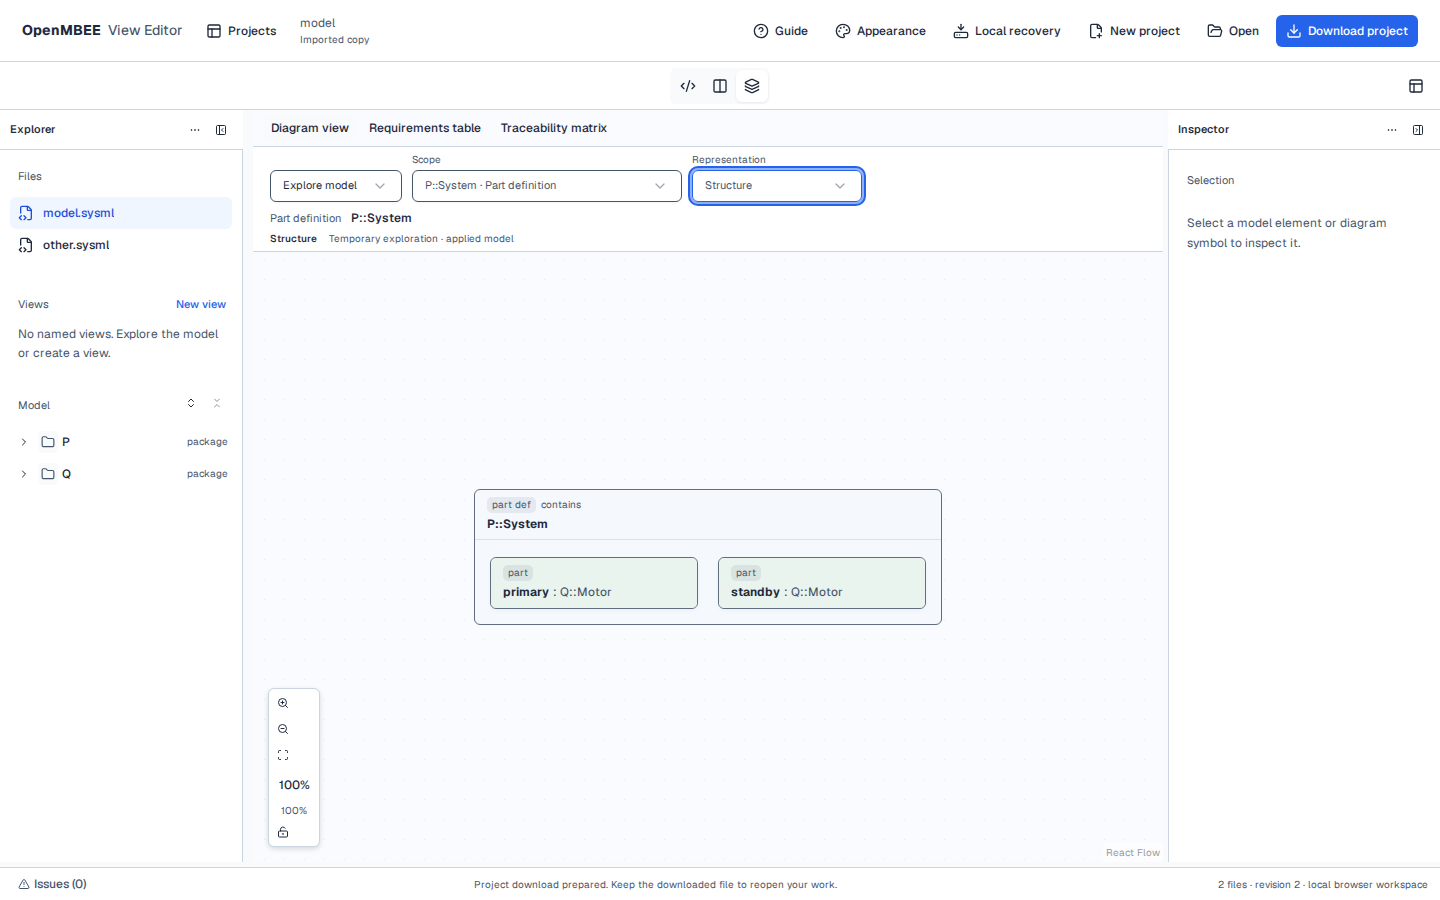 OpenMBEE View Editor
Projects
model
Imported copy
Guide
Appearance
Local recovery
New project
Open
Download project
Explorer
Files
model.sysml
other.sysml
Views
New view
No named views. Explore the model
or create a view.
Model
P package
Q package
Diagram view
Requirements table
Traceability matrix
Scope
Representation
Explore model
P::System · Part definition
Structure
Part definition P::System
Structure Temporary exploration · applied model
part def contains
P::System
part
primary : Q::Motor
part
standby : Q::Motor
100%
100%
React Flow
Inspector
Selection
Select a model element or diagram
symbol to inspect it.
Issues (0)
Project download prepared. Keep the downloaded file to reopen your work.
2 files · revision 2 · local browser workspace